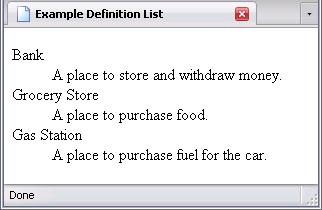 Example Definition List
Bank
A place to store and withdraw money.
Grocery Store
A place to purchase food.
Gas Station
A place to purchase fuel for the car.
Done